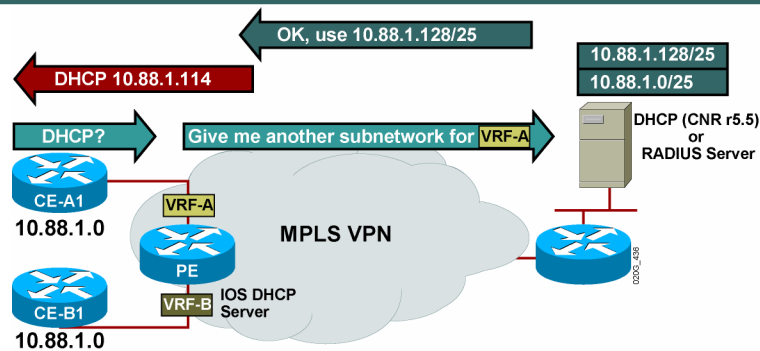 OK, use 10.88.1.128/25
DHCP 10.88.1.114
10.88.1.128/25
10.88.1.0/25
DHCP?
Give me another subnetwork for VRF-A
DHCP (CNR r5.5)
or
RADIUS Server
CE-A1
10.88.1.0
VRF-A
MPLS VPN
PE
VRF-B
IOS DHCP
Server
CE-B1
10.88.1.0
020G_436